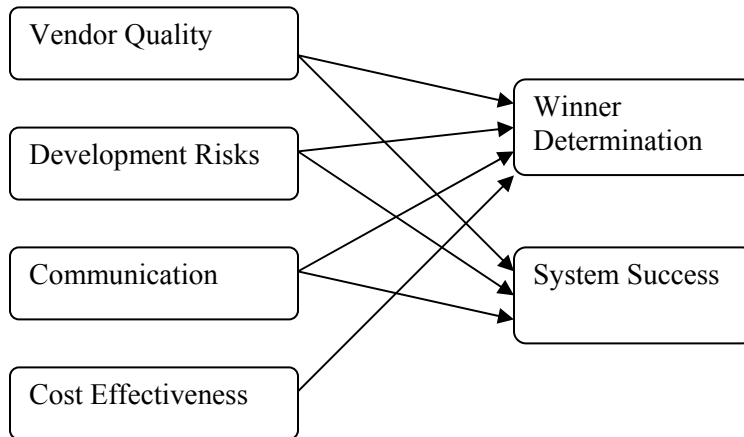 Vendor Quality
Development Risks
Communication
Cost Effectiveness
Winner
Determination
System Success